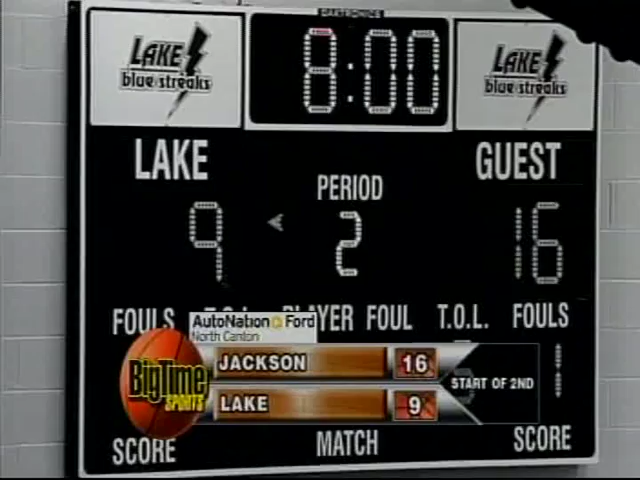 DAKTRONICS
LAKE
blue streaks
8:00
LAKE
blue streaks
LAKE
GUEST
PERIOD
9
2
16
FOULS T.O.L. PLAYER FOUL T.O.L. FOULS
AutoNation Ford
North Canton
BigTime
SPORTS
JACKSON 16
LAKE 9
START OF 2ND
1
SCORE
MATCH
SCORE